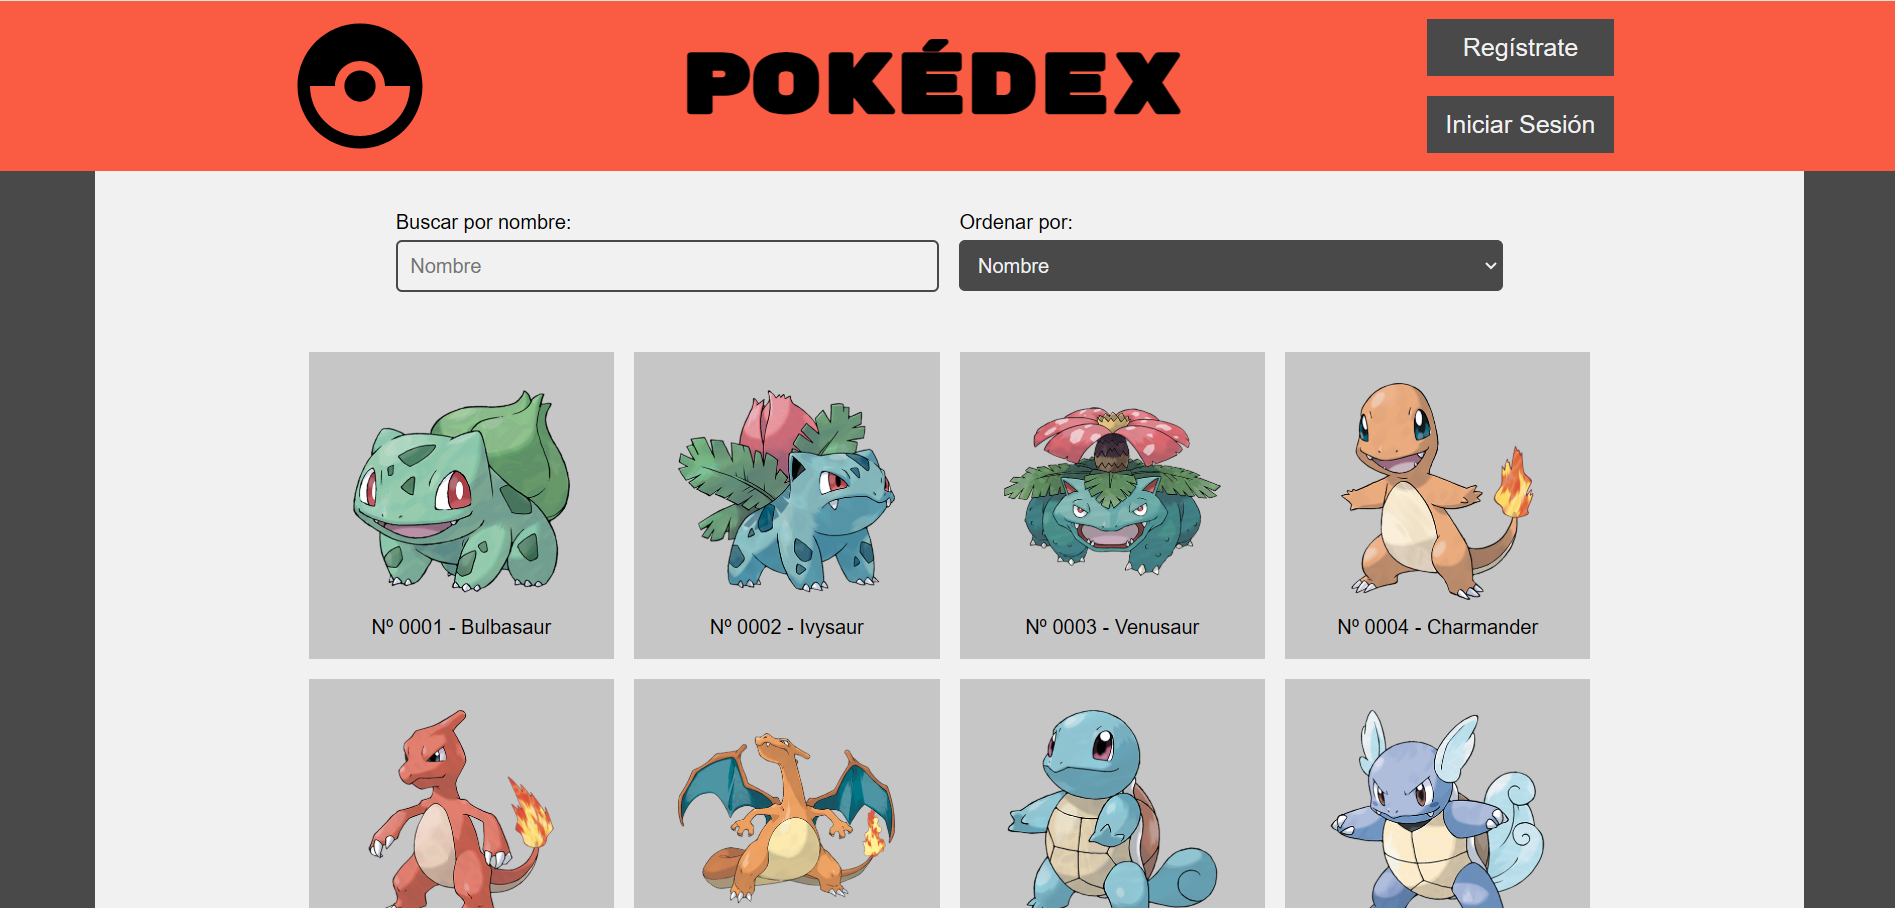 POKÉDEX
Regístrate
Iniciar Sesión
Buscar por nombre:
Nombre
Ordenar por:
Nombre
Nº 0001 - Bulbasaur
Nº 0002 - Ivysaur
Nº 0003 - Venusaur
Nº 0004 - Charmander